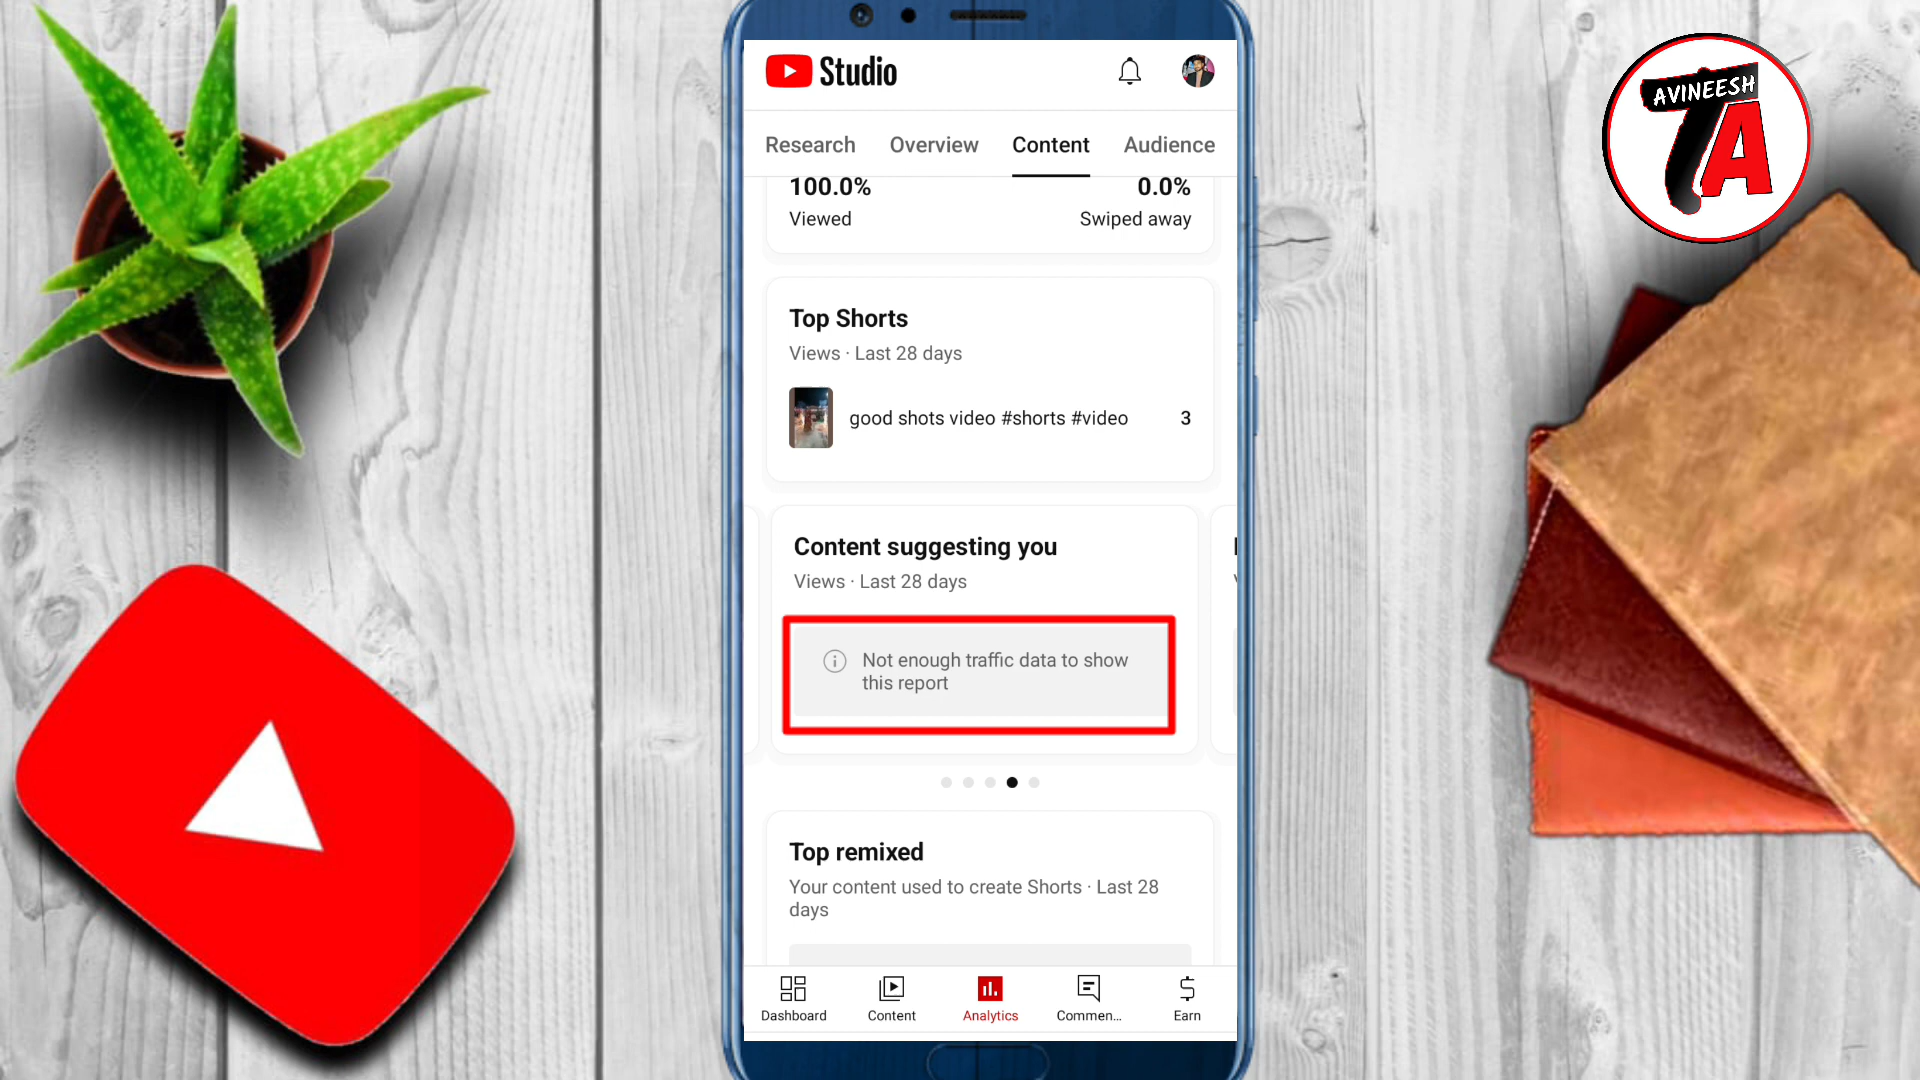 Studio
Research Overview Content Audience
100.0% 0.0%
Viewed Swiped away
Top Shorts
Views · Last 28 days
good shots video #shorts #video 3
Content suggesting you
Views · Last 28 days
Not enough traffic data to show
this report
Top remixed
Your content used to create Shorts · Last 28
days
Dashboard Content Analytics Commen... Earn
AVINEESH
TA